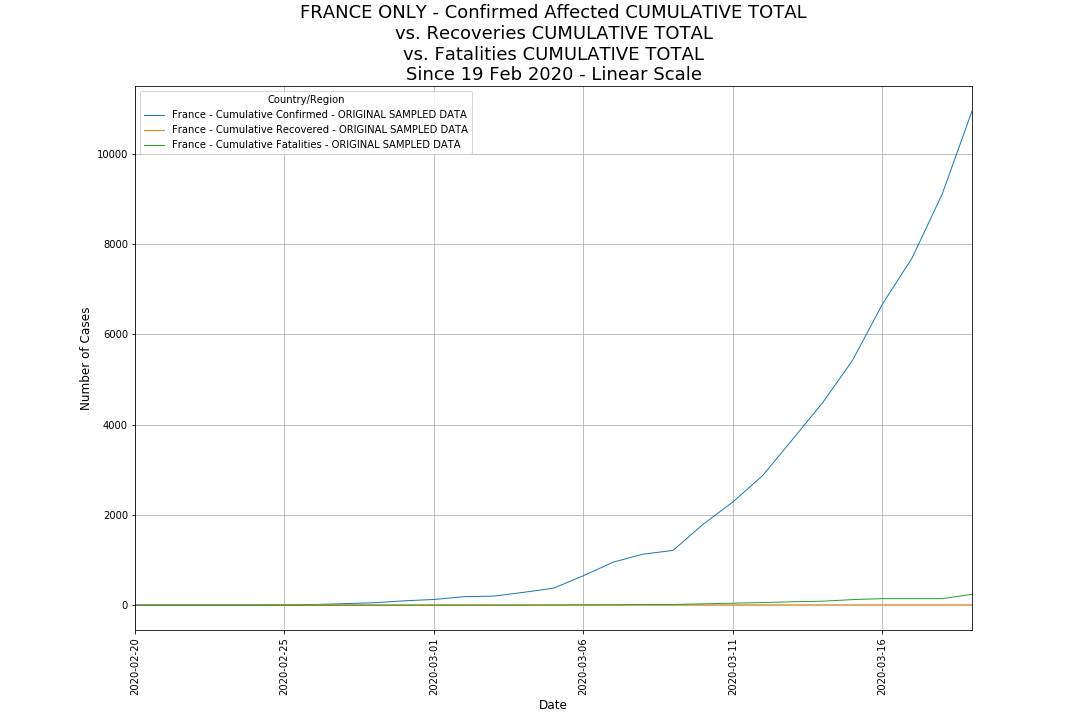 FRANCE ONLY - Confirmed Affected CUMULATIVE TOTAL
vs. Recoveries CUMULATIVE TOTAL
vs. Fatalities CUMULATIVE TOTAL
Since 19 Feb 2020 - Linear Scale
Country/Region
France - Cumulative Confirmed - ORIGINAL SAMPLED DATA
France - Cumulative Recovered - ORIGINAL SAMPLED DATA
France - Cumulative Fatalities - ORIGINAL SAMPLED DATA
10000
8000
6000
4000
2000
0
Number of Cases
2020-02-20
2020-02-25
2020-03-01
2020-03-06
2020-03-11
2020-03-16
Date